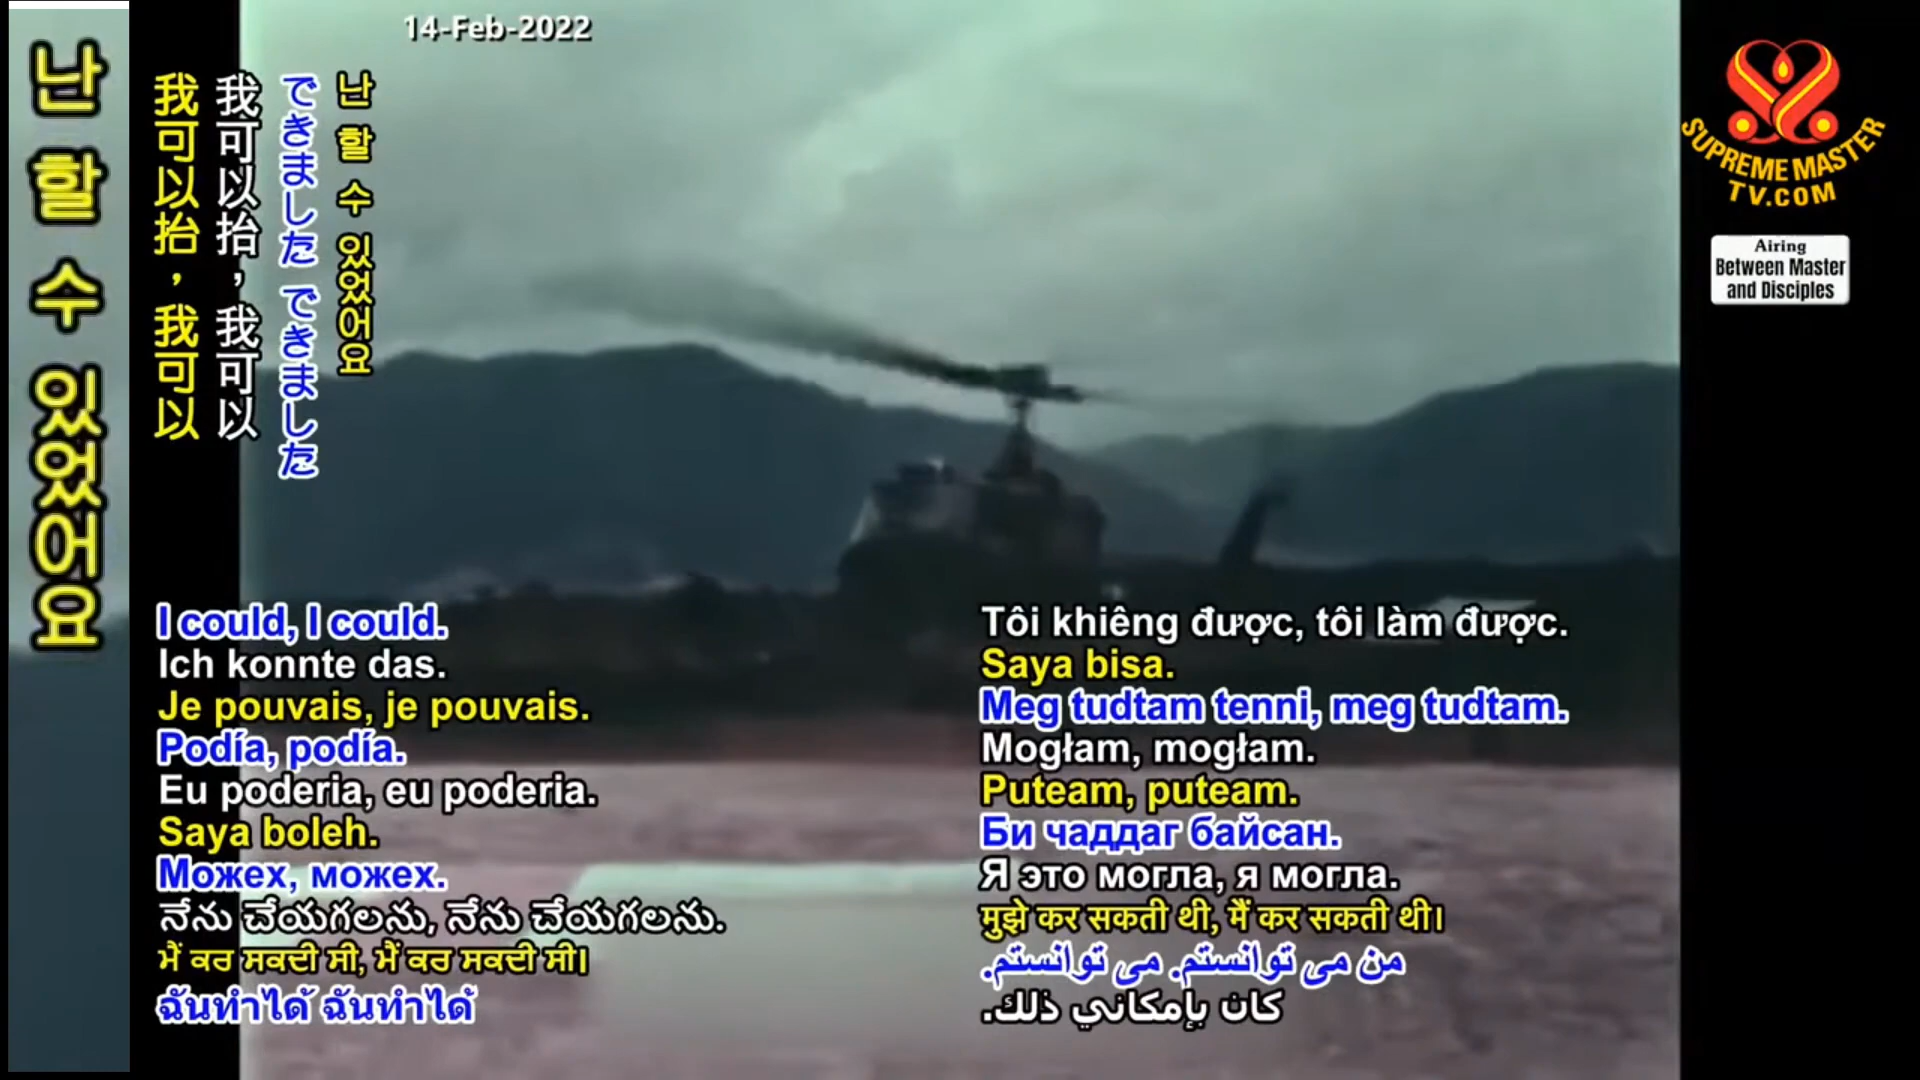 14-Feb-2022
난 할 수 있었어요
我可以抬，我可以
我可以抬，我可以
できました できました
난 할 수 있었어요
SUPREME MASTER
TV.COM
Airing
Between Master
and Disciples
I could, I could.
Ich konnte das.
Je pouvais, je pouvais.
Podía, podía.
Eu poderia, eu poderia.
Saya boleh.
Можех, можех.
నేను చేయగలను, నేను చేయగలను.
ਮੈਂ ਕਰ ਸਕਦੀ ਸੀ, ਮੈਂ ਕਰ ਸਕਦੀ ਸੀ।
ฉันทำได้ ฉันทำได้
Tôi khiêng được, tôi làm được.
Saya bisa.
Meg tudtam tenni, meg tudtam.
Mogłam, mogłam.
Puteam, puteam.
Би чаддаг байсан.
Я это могла, я могла.
मुझे कर सकती थी, मैं कर सकती थी।
من می توانستم. می توانستم.
كان بإمكاني ذلك.